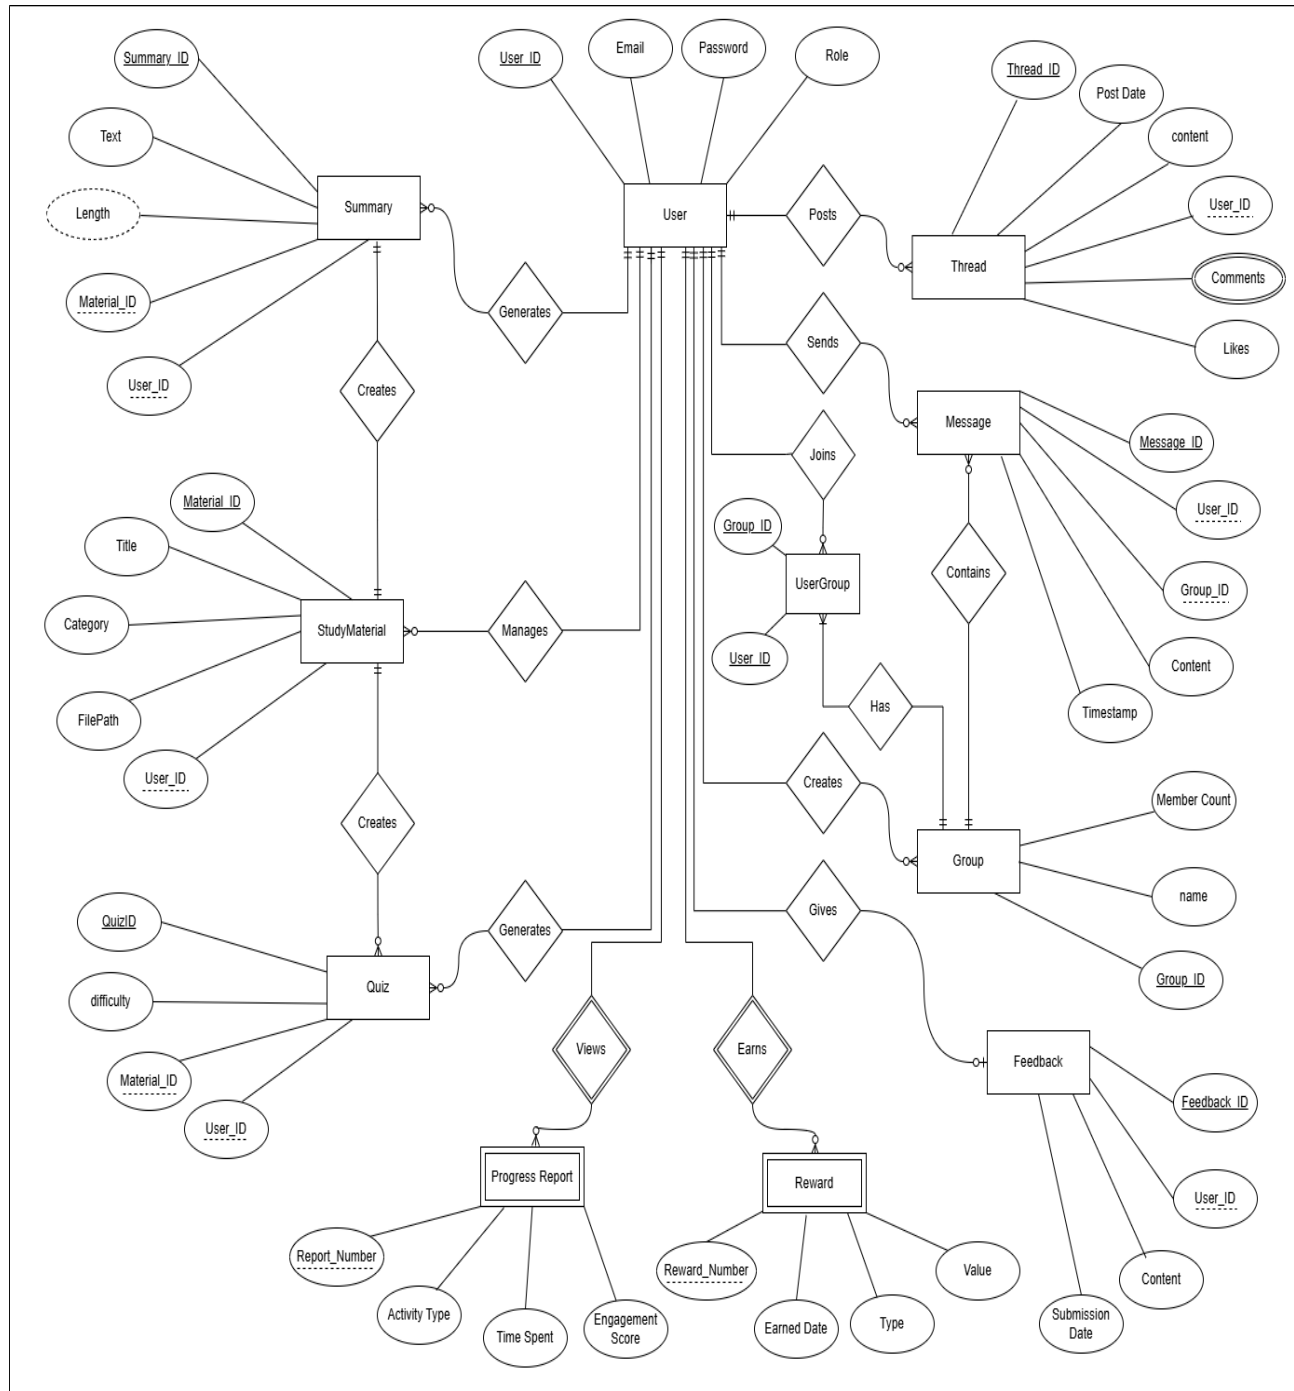 Summary_ID
User_ID
Email
Password
Role
Thread_ID
Post Date
Text
content
Length
Summary
User
Posts
User_ID
Thread
Comments
Material_ID
Generates
Sends
Likes
User_ID
Creates
Message
Message_ID
Joins
Material_ID
User_ID
Title
Group_ID
Contains
UserGroup
Group_ID
Category
StudyMaterial
Manages
User_ID
Content
FilePath
Has
Timestamp
User_ID
Creates
Creates
Member Count
Group
name
QuizID
Generates
Gives
Group_ID
difficulty
Quiz
Views
Earns
Feedback
Material_ID
Feedback_ID
User_ID
Progress Report
Reward
User_ID
Report_Number
Reward_Number
Value
Content
Activity Type
Time Spent
Engagement
Score
Earned Date
Type
Submission
Date